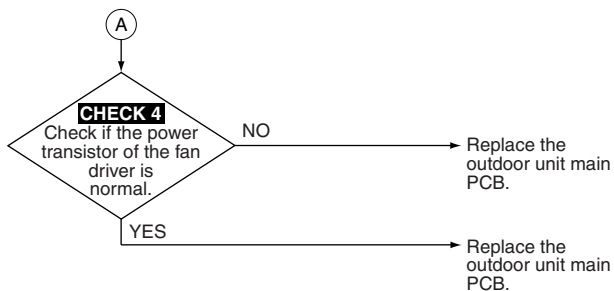 A
CHECK 4
Check if the power
transistor of the fan
driver is
normal.
NO
Replace the
outdoor unit main
PCB.
YES
Replace the
outdoor unit main
PCB.